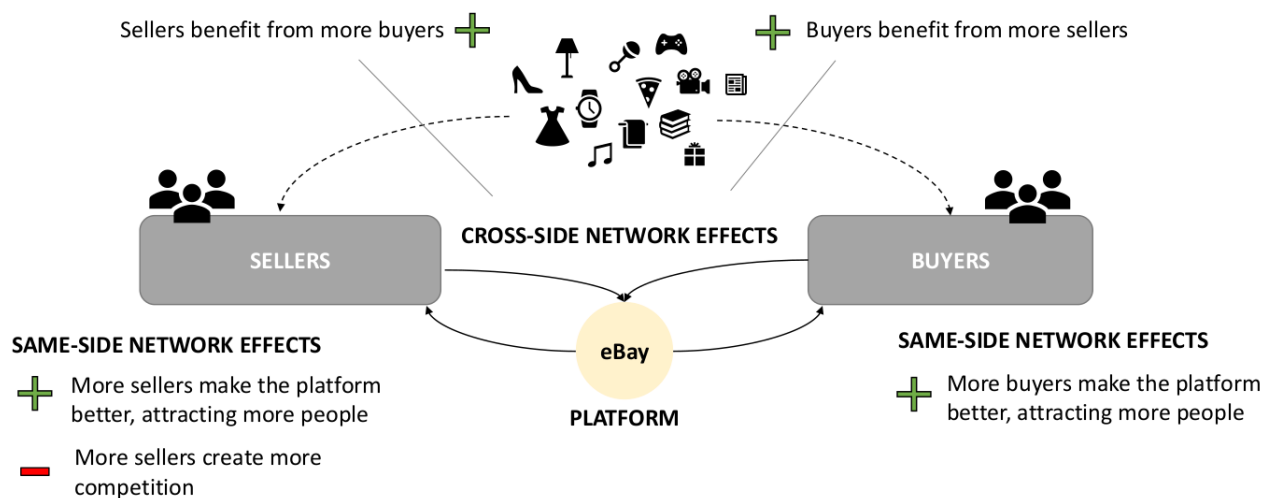 Sellers benefit from more buyers
Buyers benefit from more sellers
CROSS-SIDE NETWORK EFFECTS
SELLERS
BUYERS
eBay
PLATFORM
SAME-SIDE NETWORK EFFECTS
More sellers make the platform
better, attracting more people
More sellers create more
competition
SAME-SIDE NETWORK EFFECTS
More buyers make the platform
better, attracting more people